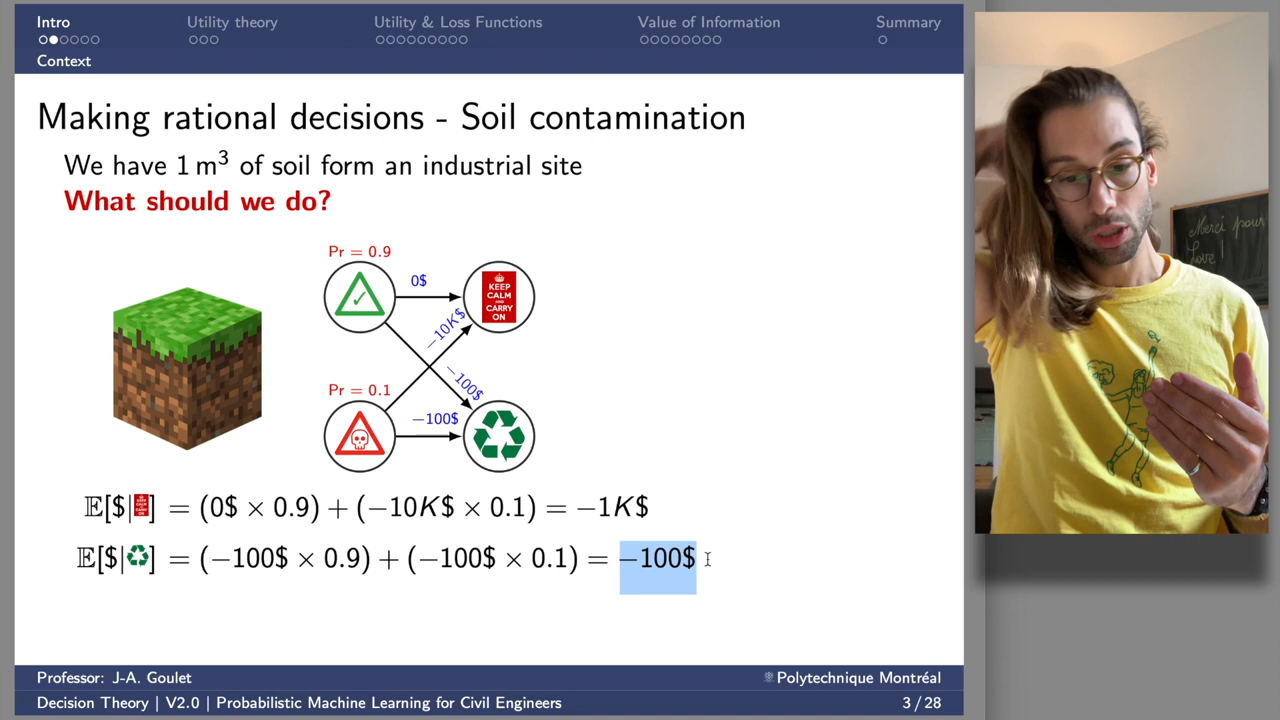 Intro Utility theory Utility & Loss Functions Value of Information Summary
Context
Making rational decisions - Soil contamination
We have 1 m³ of soil form an industrial site
What should we do?
Pr = 0.9
0$
KEEP
CALM
AND
CARRY
ON
−10K$
−100$
Pr = 0.1
−100$
𝔼[$|KEEP CALM AND CARRY ON] = (0$ × 0.9) + (−10K$ × 0.1) = −1K$
𝔼[$|♻] = (−100$ × 0.9) + (−100$ × 0.1) = −100$
Professor: J-A. Goulet Polytechnique Montréal
Decision Theory | V2.0 | Probabilistic Machine Learning for Civil Engineers 3 / 28
Merci pour
Love!